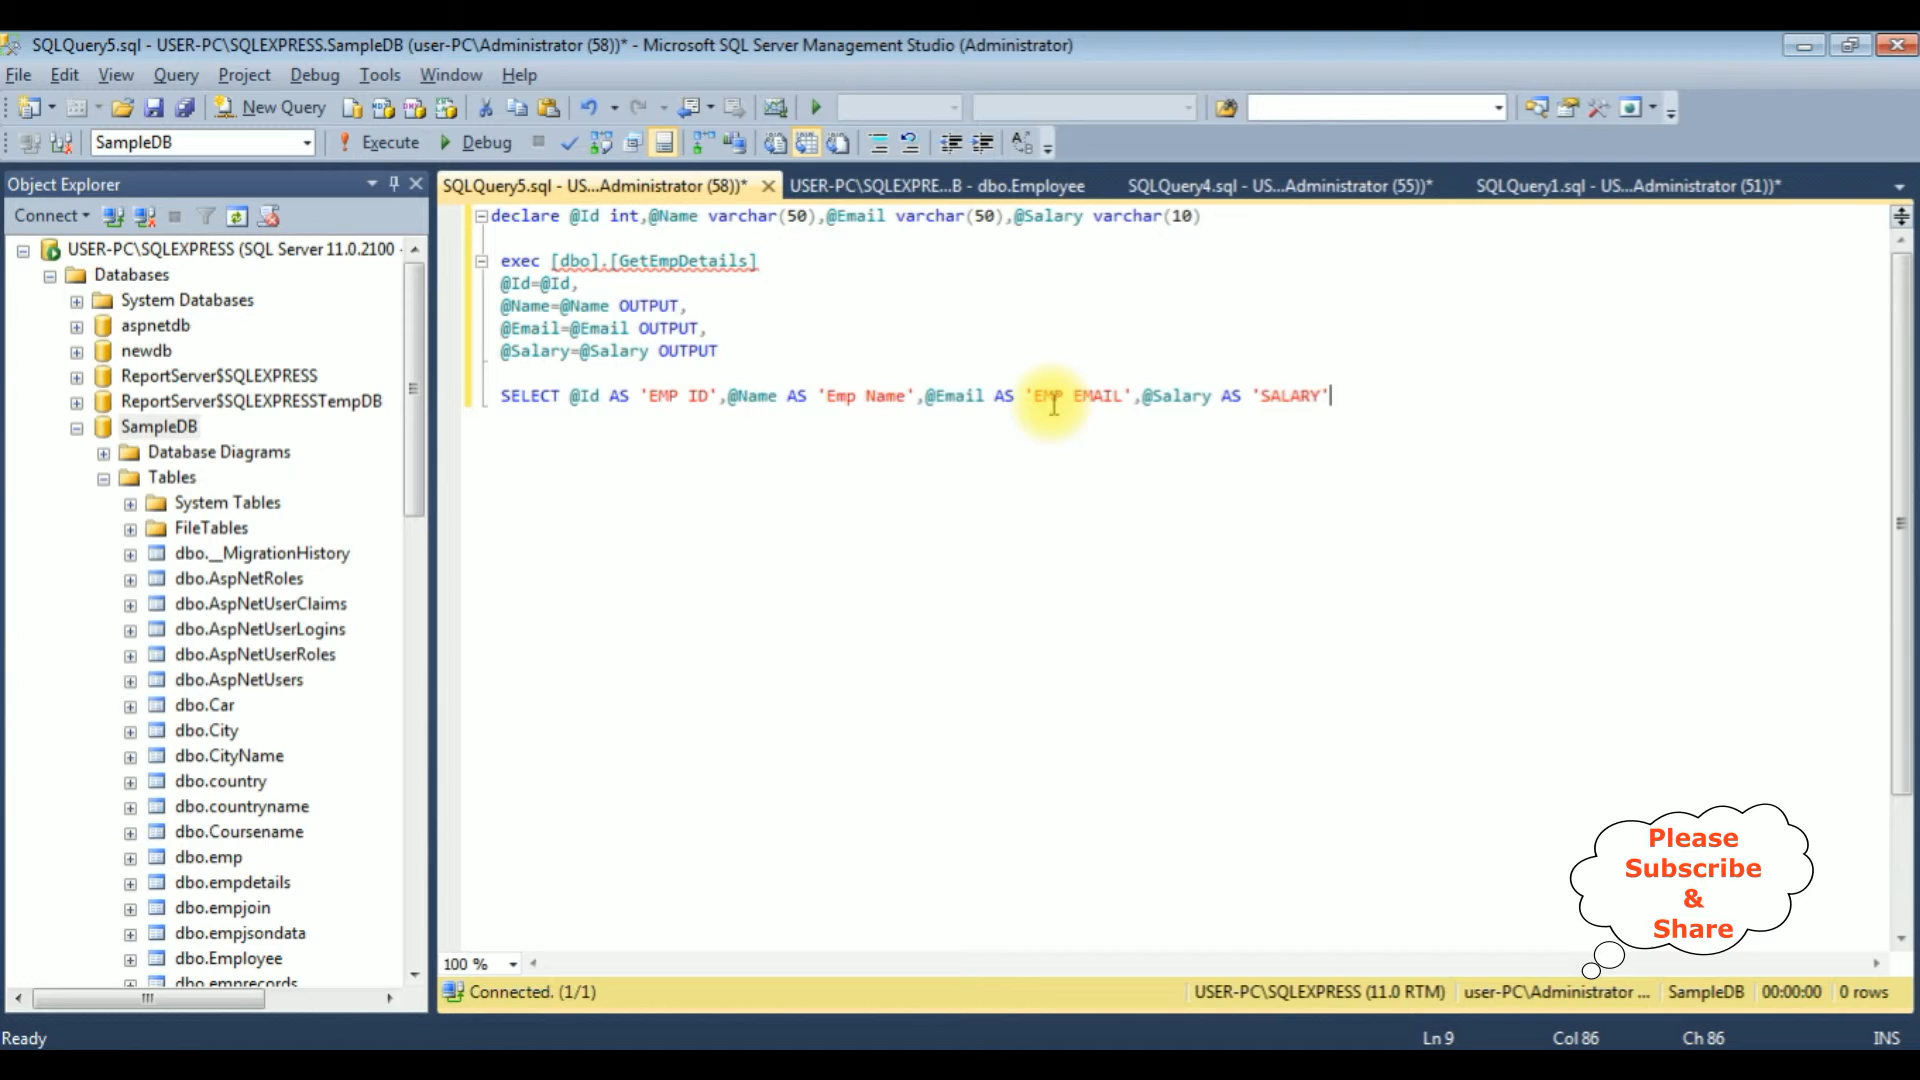 SQLQuery5.sql - USER-PC\SQLEXPRESS.SampleDB (user-PC\Administrator (58))* - Microsoft SQL Server Management Studio (Administrator)
File Edit View Query Project Debug Tools Window Help
New Query
SampleDB Execute Debug
Object Explorer
SQLQuery5.sql - US...Administrator (58))* USER-PC\SQLEXPRE...B - dbo.Employee SQLQuery4.sql - US...Administrator (55))* SQLQuery1.sql - US...Administrator (51))*
Connect
USER-PC\SQLEXPRESS (SQL Server 11.0.2100 -
Databases
System Databases
aspnetdb
newdb
ReportServer$SQLEXPRESS
ReportServer$SQLEXPRESSTempDB
SampleDB
Database Diagrams
Tables
System Tables
FileTables
dbo.__MigrationHistory
dbo.AspNetRoles
dbo.AspNetUserClaims
dbo.AspNetUserLogins
dbo.AspNetUserRoles
dbo.AspNetUsers
dbo.Car
dbo.City
dbo.CityName
dbo.country
dbo.countryname
dbo.Coursename
dbo.emp
dbo.empdetails
dbo.empjoin
dbo.empjsondata
dbo.Employee
dbo.emprecords
declare @Id int,@Name varchar(50),@Email varchar(50),@Salary varchar(10)
exec [dbo].[GetEmpDetails]
@Id=@Id,
@Name=@Name OUTPUT,
@Email=@Email OUTPUT,
@Salary=@Salary OUTPUT
SELECT @Id AS 'EMP ID',@Name AS 'Emp Name',@Email AS 'EMP EMAIL',@Salary AS 'SALARY'
Please
Subscribe
&
Share
100 %
Connected. (1/1) USER-PC\SQLEXPRESS (11.0 RTM) user-PC\Administrator ... SampleDB 00:00:00 0 rows
Ready Ln 9 Col 86 Ch 86 INS